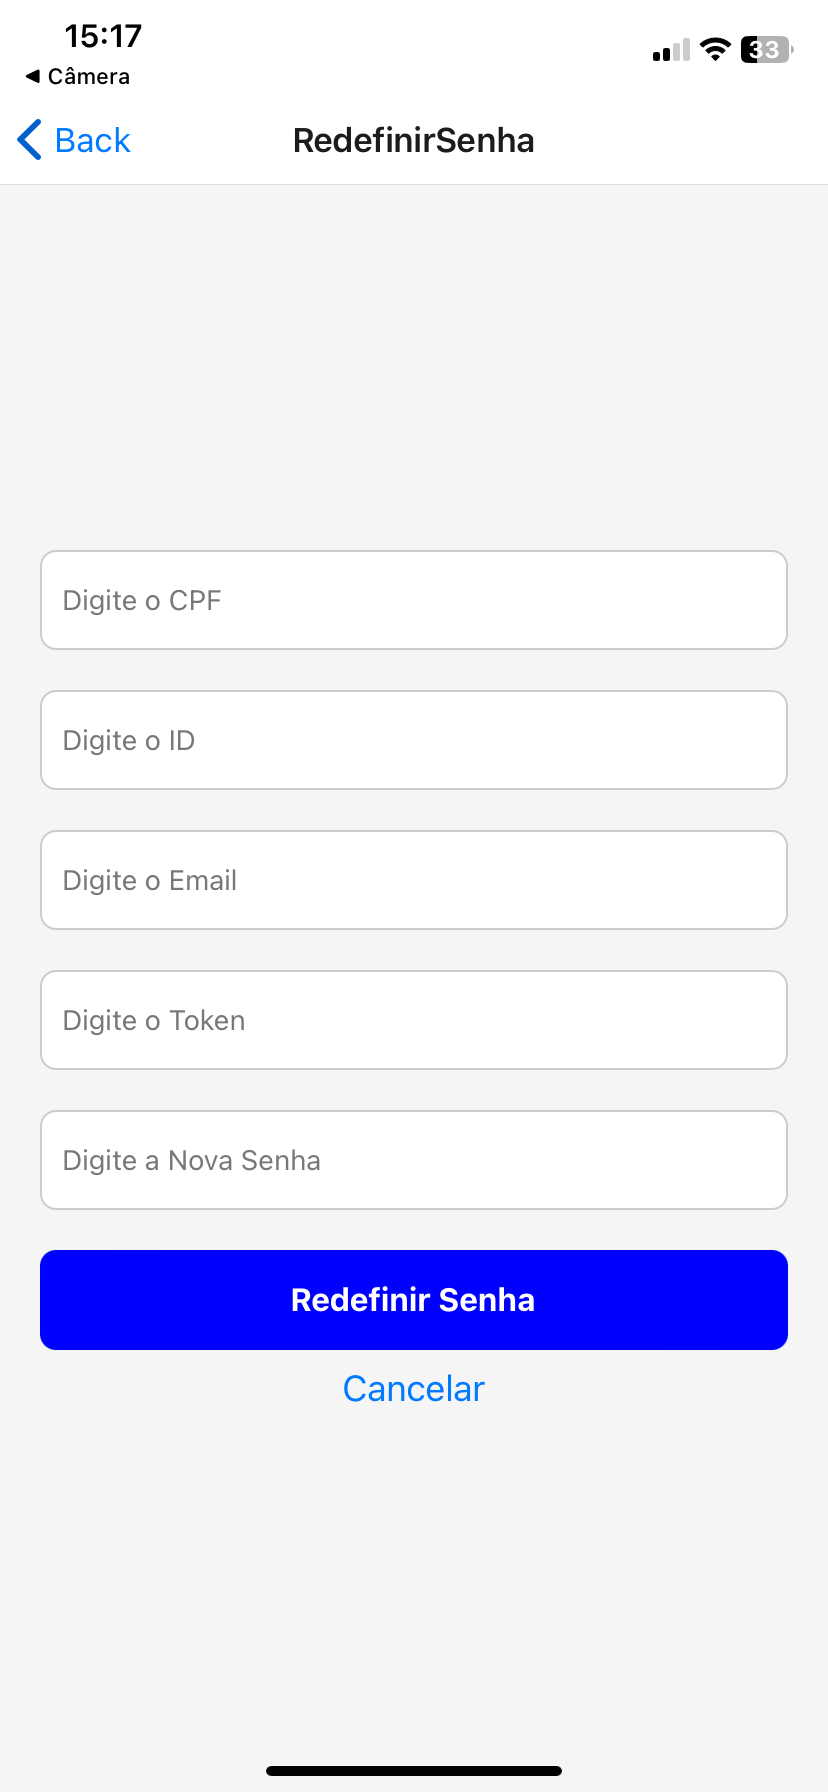 15:17
33
◀ Câmera
Back
RedefinirSenha
Digite o CPF
Digite o ID
Digite o Email
Digite o Token
Digite a Nova Senha
Redefinir Senha
Cancelar